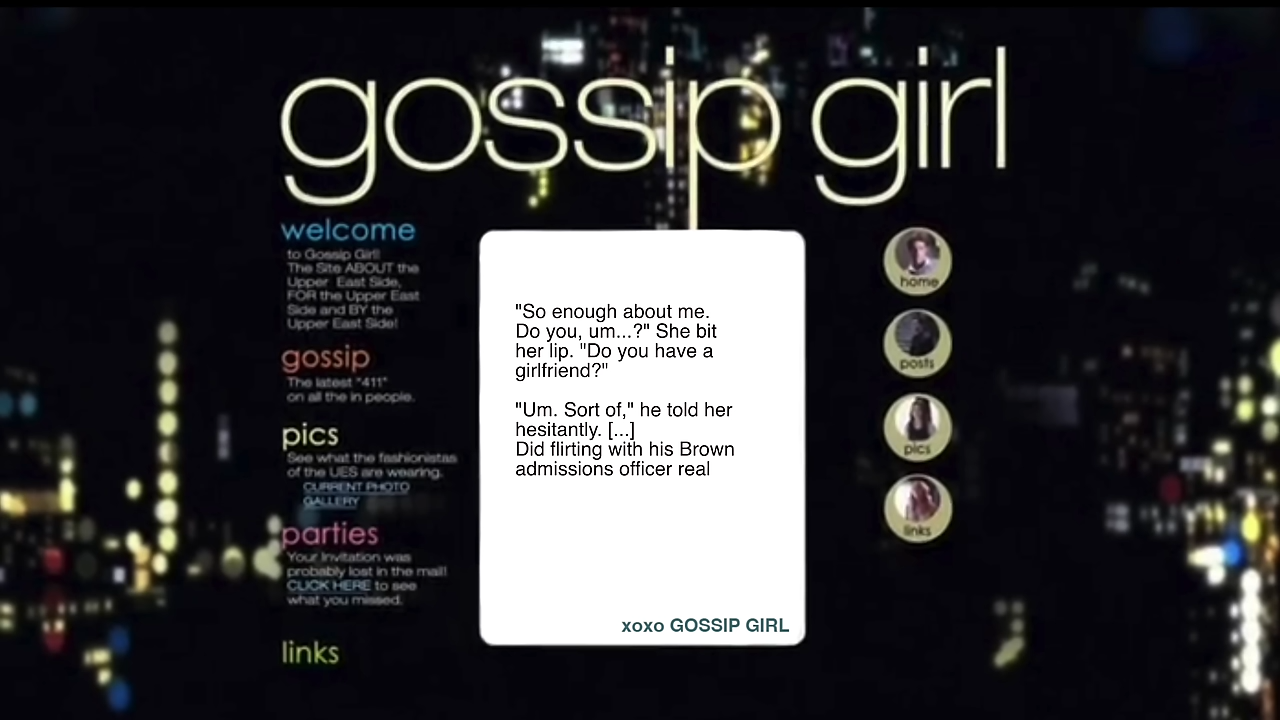 gossip girl
welcome
to Gossip Girl!
The Site ABOUT the
Upper East Side,
FOR the Upper East
Side and BY the
Upper East Side!
gossip
The latest "411"
on all the in people.
pics
See what the fashionistas
of the UES are wearing.
CURRENT PHOTO
GALLERY
parties
Your Invitation was
probably lost in the mail!
CLICK HERE to see
what you missed.
links
"So enough about me.
Do you, um...?" She bit
her lip. "Do you have a
girlfriend?"
"Um. Sort of," he told her
hesitantly. [...]
Did flirting with his Brown
admissions officer real
xoxo GOSSIP GIRL
home
posts
pics
links